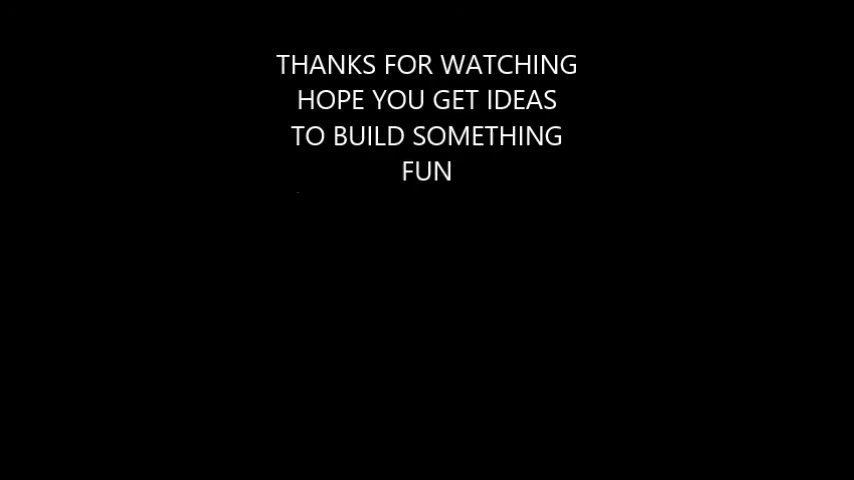 THANKS FOR WATCHING
HOPE YOU GET IDEAS
TO BUILD SOMETHING
FUN